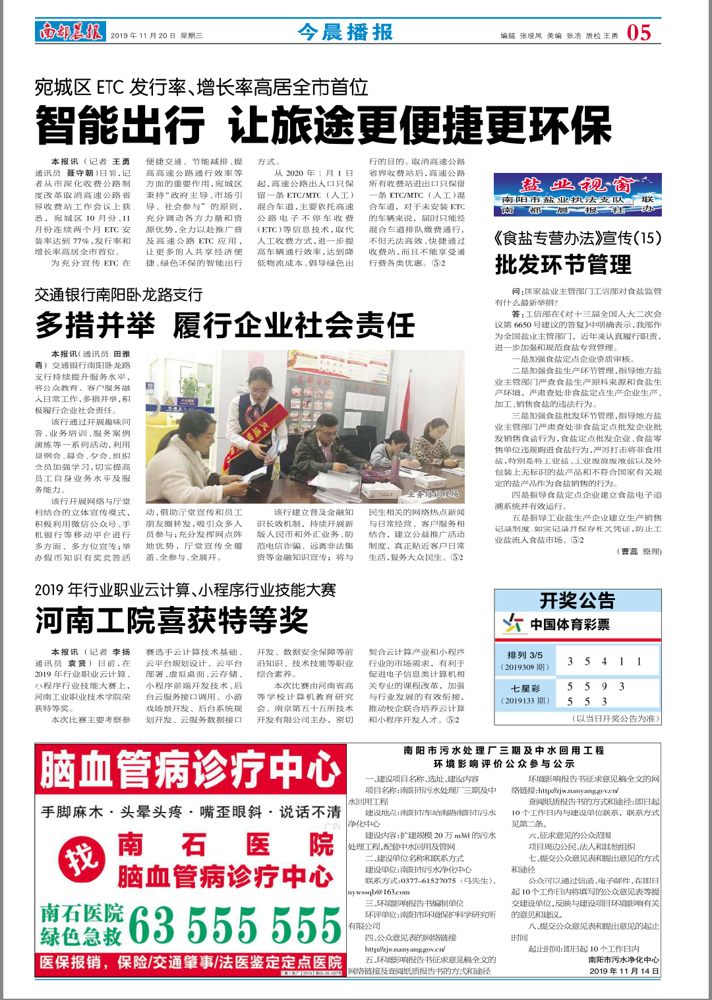 南都晨报
2019 年 11 月 20 日 星期三
今晨播报
编辑 张晓凤 美编 张浩 质检 王勇
05
宛城区 ETC 发行率、增长率高居全市首位
智能出行 让旅途更便捷更环保
本报讯（记者 王勇
通讯员 聂守朝)日前,记
者从市深化收费公路制
度改革取消高速公路省
界收费站工作会议上获
悉，宛城区 10 月份、11
月份连续两个月 ETC 安
装率达到 77%,发行率和
增长率高居全市首位。
为充分宣传 ETC 在
便捷交通、节能减排、提
高高速公路通行效率等
方面的重要作用,宛城区
秉持“政府主导、市场引
导、社会参与”的原则,
充分调动各方力量和资
源优势,全力以赴推广普
及高速公路 ETC 应用,
让更多的人共享经济便
捷、绿色环保的智能出行
方式。
从 2020 年 1 月 1 日
起,高速公路出入口只保
留一条 ETC/MTC（人工）
混合车道,主要依托高速
公路电子不停车收费
(ETC)等信息技术,取代
人工收费方式,进一步提
高车辆通行效率,达到降
低物流成本、倡导绿色出
行的目的。取消高速公路
省界收费站后,高速公路
所有收费站进出口只保留
一条 ETC/MTC（人工)混
合车道，对于未安装 ETC
的车辆来说，届时只能经
混合车道排队缴费通行,
不但无法高效、快捷通过
收费站,而且不能享受通
行费各类优惠。⑤2
交通银行南阳卧龙路支行
多措并举 履行企业社会责任
本报讯(通讯员 田雅
萌）交通银行南阳卧龙路
支行持续提升服务水平,
将公众教育、客户服务融
入日常工作,多措并举,积
极履行企业社会责任。
该行通过开展趣味问
答、业务培训、服务案例
演练等一系列活动,利用
周例会、晨会、夕会,组织
全员加强学习,切实提高
员工自身业务水平及服
务能力。
该行开展网络与厅堂
相结合的立体宣传模式,
积极利用微信公众号、手
机银行等移动平台进行
多方面、多方位宣传;举
办假币知识有奖竞答活
业务培训现场
动,借助厅堂宣传和员工
朋友圈转发,吸引众多人
员参与;充分发挥网点阵
地优势，厅堂宣传全覆
盖、全参与、全展开。
该行建立普及金融知
识长效机制，持续开展新
版人民币和外汇业务、防
范电信诈骗、远离非法集
资等金融知识宣传；将与
民生相关的网络热点新闻
与日常经营、客户服务相
结合，建立公益推广活动
制度，真正贴近客户日常
生活,服务大众民生。⑤2
2019 年行业职业云计算、小程序行业技能大赛
河南工院喜获特等奖
本报讯（记者 李扬
通讯员 袁贤）日前,在
2019 年行业职业云计算、
小程序行业技能大赛上,
河南工业职业技术学院荣
获特等奖。
本次比赛主要考察参
赛选手云计算技术基础、
云平台规划设计、云平台
部署、虚拟桌面、云存储、
小程序前端开发技术、后
台云服务接口调用、小游
戏场景开发、后台系统规
划开发、云服务数据接口
开发、数据安全保障等前
沿知识、技术技能等职业
综合素养。
本次比赛由河南省高
等学校计算机教育研究
会、南京第五十五所技术
开发有限公司主办，密切
契合云计算产业和小程序
行业的市场需求，有利于
促进电子信息类计算机相
关专业的课程改革，加强
与行业发展的有效衔接,
推动校企联合培养云计算
和小程序开发人才。⑤2
盐业视窗
南阳市盐业执法支队
南都晨报社
联办
《食盐专营办法》宣传(15)
批发环节管理
问:国家盐业主管部门工信部对食盐监管
有什么最新举措?
答:工信部在《对十三届全国人大二次会
议第 6650 号建议的答复》中明确表示,我部作
为全国盐业主管部门，近年来认真履行职责,
进一步加强和规范食盐专营管理。
一是加强食盐定点企业资质审核。
二是加强食盐生产环节管理,指导地方盐
业主管部门严查食盐生产原料来源和食盐生
产环境，严肃查处非食盐定点生产企业生产、
加工、销售食盐的违法行为。
三是加强食盐批发环节管理,指导地方盐
业主管部门严肃查处非食盐定点批发企业批
发销售食盐行为,食盐定点批发企业、食盐零
售单位违规购进食盐行为,严厉打击将非食用
盐,特别是将工业盐、工业废渣废液盐以及外
包装上无标识的盐产品和不符合国家有关规
定的盐产品作为食盐销售的行为。
四是指导食盐定点企业建立食盐电子追
溯系统并有效运行。
五是指导工业盐生产企业建立生产销售
记录制度,如实记录并保存相关凭证,防止工
业盐流入食盐市场。⑤2
（曹蕊 整理)
开奖公告
中国体育彩票
排列 3/5
（2019309 期）
3 5 4 1 1
七星彩
（2019133 期）
5 5 9 3
5 5 3
（以当日开奖公告为准）
脑血管病诊疗中心
手脚麻木 · 头晕头疼 · 嘴歪眼斜 · 说话不清
广告
找
南石医院
脑血管病诊疗中心
南石医院
绿色急救
63 555 555
医保报销，保险/交通肇事/法医鉴定定点医院
（豫）医广【2019】第06-05-027号
南阳市污水处理厂三期及中水回用工程
环境影响评价公众参与公示
一、建设项目名称、选址、建设内容
项目名称:南阳市污水处理厂三期及中
水回用工程
建设地点:南阳市车站南路南阳市污水
净化中心
建设内容:扩建规模 20 万 m3/d 的污水
处理工程,配套中水回用及管网
二、建设单位名称和联系方式
建设单位:南阳市污水净化中心
联系方式:0377-61527075（马先生）,
nywssqb@163.com
三、环境影响报告书编制单位
环评单位:南阳市环境保护科学研究所
有限公司
四、公众意见表的网络链接
http://zjw.nanyang.gov.cn/
五、环境影响报告书征求意见稿全文的
网络链接及查阅纸质报告书的方式和途径
环境影响报告书征求意见稿全文的网
络链接:http://zjw.nanyang.gov.cn/
查阅纸质报告书的方式和途径:即日起
10 个工作日内与建设单位联系，联系方式
见第二条。
六、征求意见的公众范围
项目周边公民、法人和其他组织
七、提交公众意见表和提出意见的方式
和途径
公众可以通过信函、电子邮件,在即日
起 10 个工作日内将填写的公众意见表等提
交建设单位,反映与建设项目环境影响有关
的意见和建议。
八、提交公众意见表和提出意见的起止
时间
起止时间:即日起 10 个工作日内
南阳市污水净化中心
2019 年 11 月 14 日